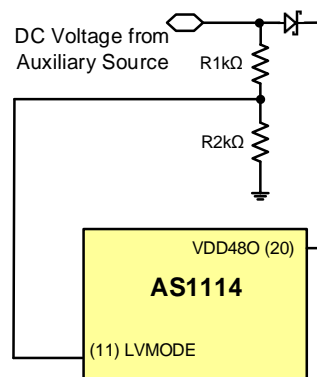 DC Voltage from
Auxiliary Source
R1kΩ
R2kΩ
VDD48O (20)
AS1114
(11) LVMODE